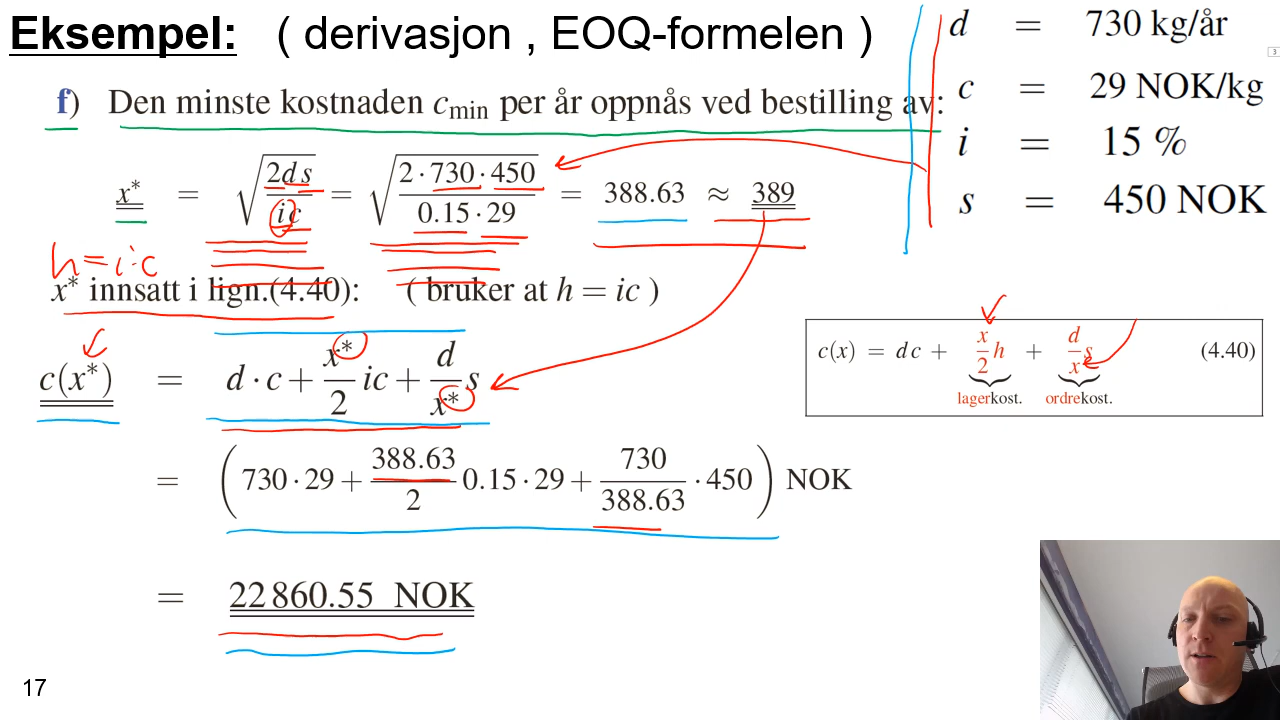 Eksempel: ( derivasjon , EOQ-formelen )
d = 730 kg/år
c = 29 NOK/kg
i = 15 %
s = 450 NOK
3
f) Den minste kostnaden c_min per år oppnås ved bestilling av:
x* = √(2ds / ic) = √(2·730·450 / 0.15·29) = 388.63 ≈ 389
h = i·c
x* innsatt i lign.(4.40): ( bruker at h = ic )
c(x*) = d·c + x*/2 ic + d/x* s
= (730·29 + 388.63/2 0.15·29 + 730/388.63 ·450) NOK
= 22 860.55 NOK
c(x) = dc + x/2 h + d/x s (4.40)
lagerkost. ordrekost.
17